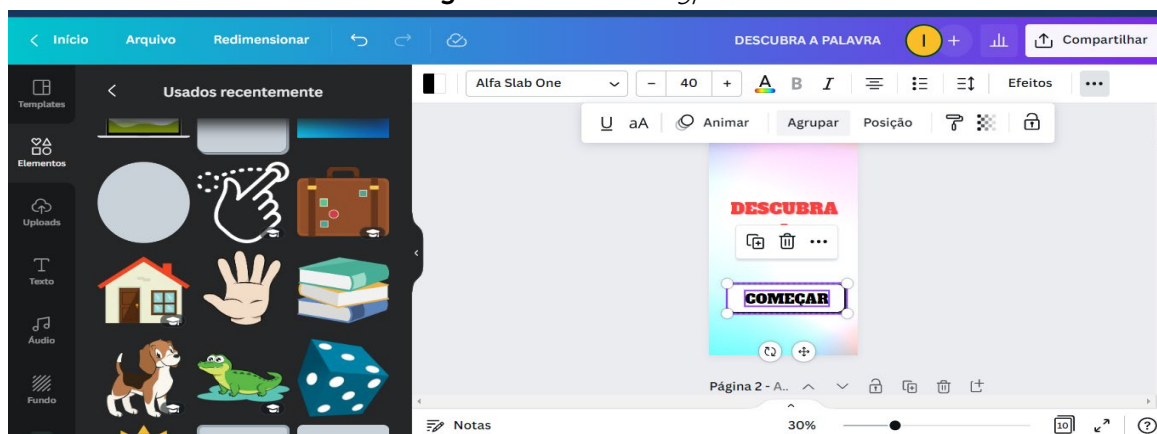 Início Arquivo Redimensionar DESCUBRA A PALAVRA I + Compartilhar
Templates
Elementos
Uploads
Texto
Áudio
Fundo
Usados recentemente
Alfa Slab One - 40 + A B I Efeitos ...
U aA Animar Agrupar Posição
DESCUBRA
COMEÇAR
Página 2 - A..
Notas 30% 10 ?